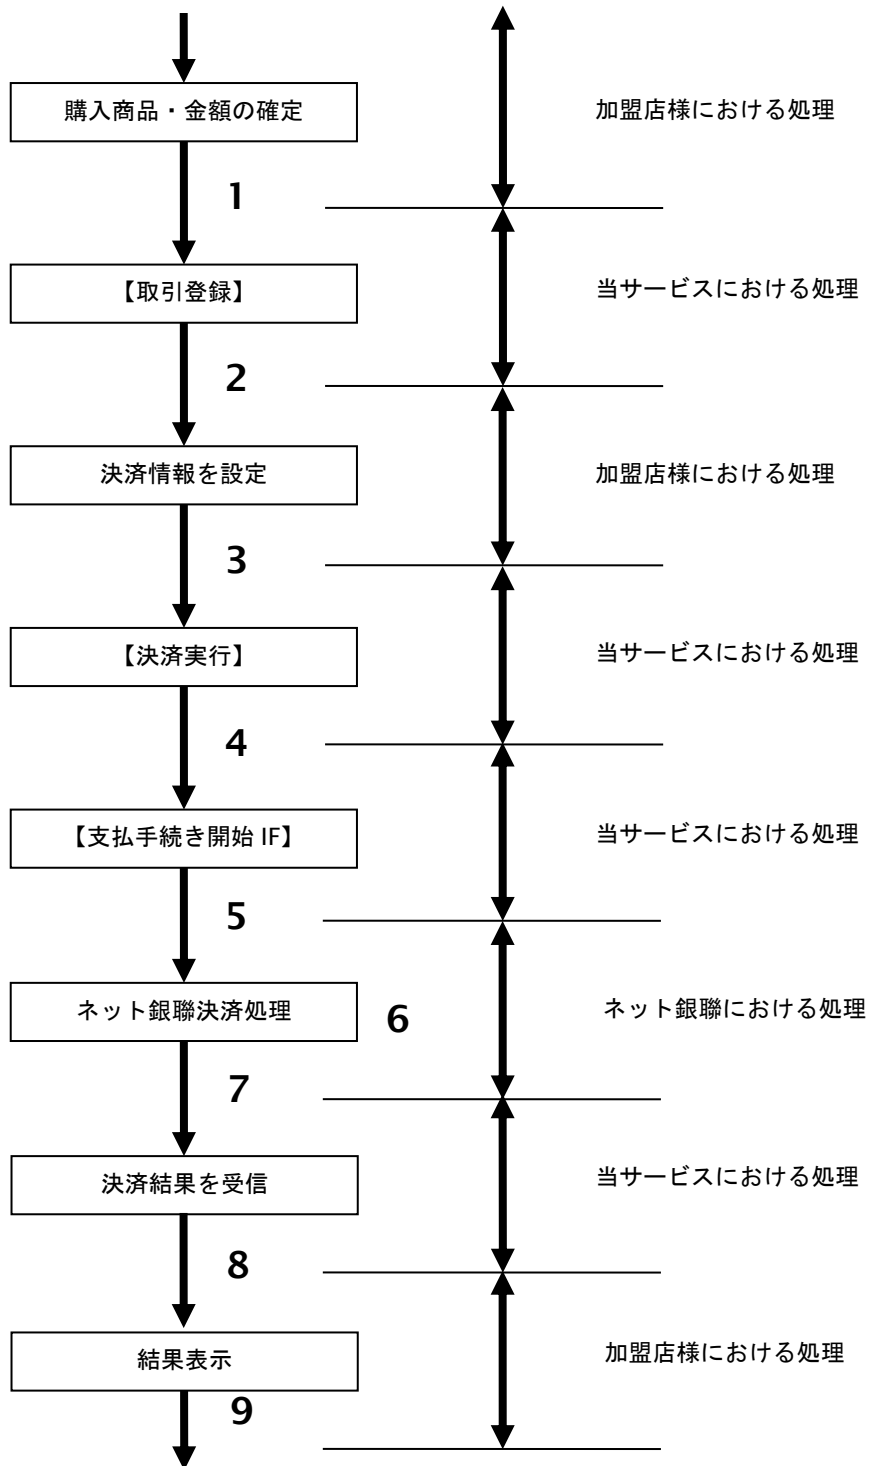 購入商品・金額の確定
加盟店様における処理
1
【取引登録】
当サービスにおける処理
2
決済情報を設定
加盟店様における処理
3
【決済実行】
当サービスにおける処理
4
【支払手続き開始 IF】
当サービスにおける処理
5
ネット銀聯決済処理
6
ネット銀聯における処理
7
決済結果を受信
当サービスにおける処理
8
結果表示
加盟店様における処理
9